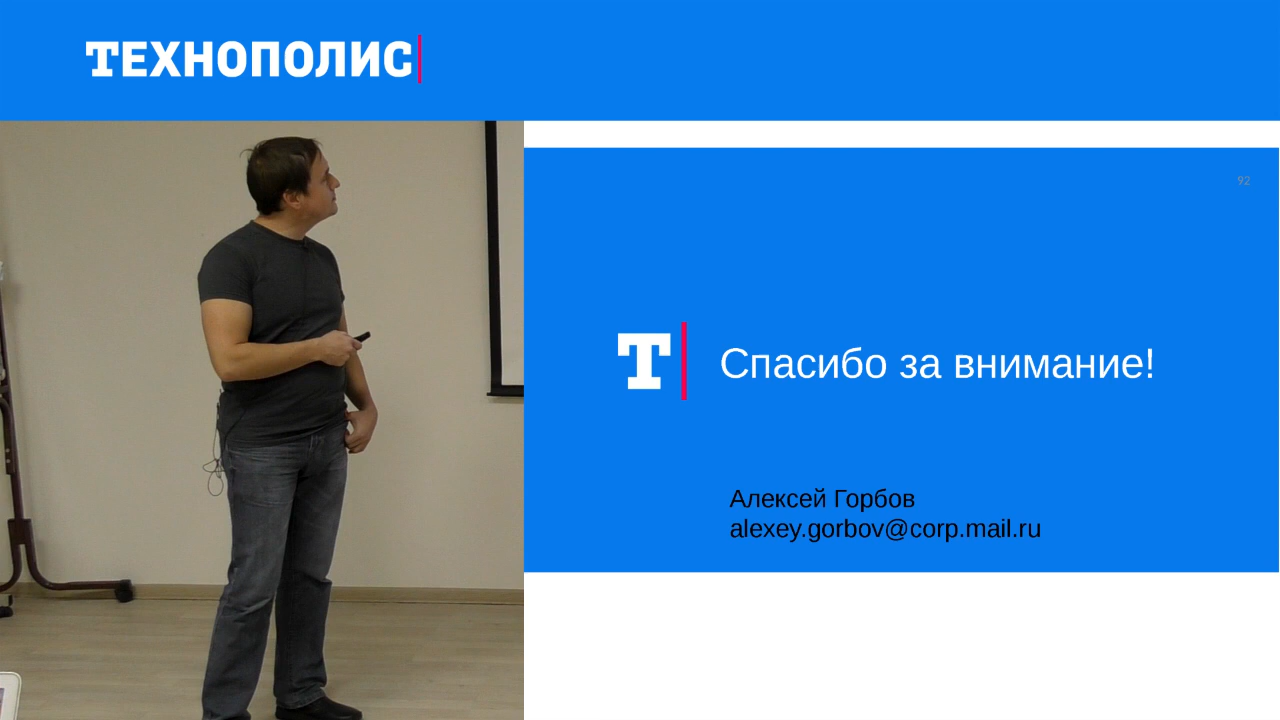 ТЕХНОПОЛИС
92
Т
Спасибо за внимание!
Алексей Горбов
alexey.gorbov@corp.mail.ru